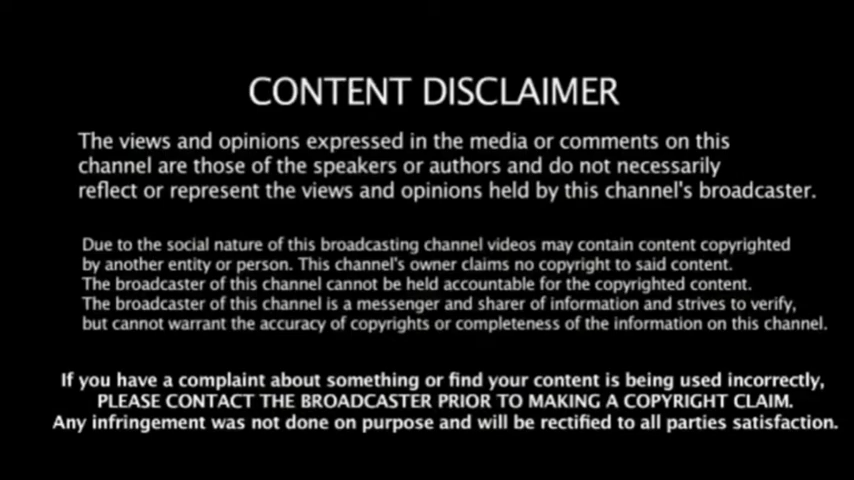 CONTENT DISCLAIMER
The views and opinions expressed in the media or comments on this
channel are those of the speakers or authors and do not necessarily
reflect or represent the views and opinions held by this channel's broadcaster.
Due to the social nature of this broadcasting channel videos may contain content copyrighted
by another entity or person. This channel's owner claims no copyright to said content.
The broadcaster of this channel cannot be held accountable for the copyrighted content.
The broadcaster of this channel is a messenger and sharer of information and strives to verify,
but cannot warrant the accuracy of copyrights or completeness of the information on this channel.
If you have a complaint about something or find your content is being used incorrectly,
PLEASE CONTACT THE BROADCASTER PRIOR TO MAKING A COPYRIGHT CLAIM.
Any infringement was not done on purpose and will be rectified to all parties satisfaction.